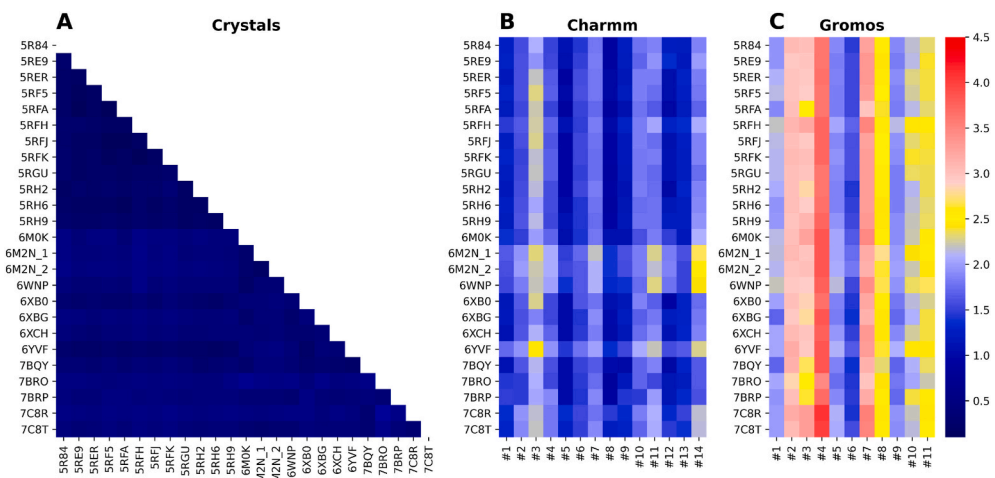 A Crystals
B Charmm
C Gromos
5R84
5RE9
5RER
5RF5
5RFA
5RFH
5RFJ
5RFK
5RGU
5RH2
5RH6
5RH9
6M0K
6M2N_1
6M2N_2
6WNP
6XB0
6XBG
6XCH
6YVF
7BQY
7BRO
7BRP
7C8R
7C8T
5R84 5RE9 5RER 5RF5 5RFA 5RFH 5RFJ 5RFK 5RGU 5RH2 5RH6 5RH9 6M0K M2N_1 M2N_2 6WNP 6XB0 6XBG 6XCH 6YVF 7BQY 7BRO 7BRP 7C8R 7C8T
5R84
5RE9
5RER
5RF5
5RFA
5RFH
5RFJ
5RFK
5RGU
5RH2
5RH6
5RH9
6M0K
6M2N_1
6M2N_2
6WNP
6XB0
6XBG
6XCH
6YVF
7BQY
7BRO
7BRP
7C8R
7C8T
#1 #2 #3 #4 #5 #6 #7 #8 #9 #10 #11 #12 #13 #14
5R84
5RE9
5RER
5RF5
5RFA
5RFH
5RFJ
5RFK
5RGU
5RH2
5RH6
5RH9
6M0K
6M2N_1
6M2N_2
6WNP
6XB0
6XBG
6XCH
6YVF
7BQY
7BRO
7BRP
7C8R
7C8T
#1 #2 #3 #4 #5 #6 #7 #8 #9 #10 #11
4.5
4.0
3.5
3.0
2.5
2.0
1.5
1.0
0.5